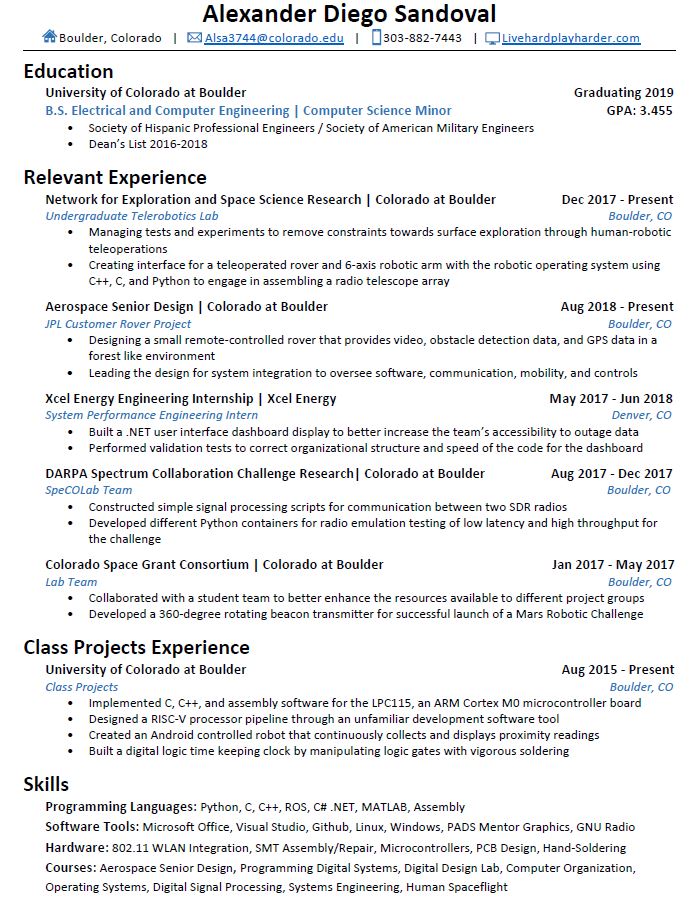 Alexander Diego Sandoval
Boulder, Colorado | Alsa3744@colorado.edu | 303-882-7443 | Livehardplayharder.com
Education
University of Colorado at Boulder Graduating 2019
B.S. Electrical and Computer Engineering | Computer Science Minor GPA: 3.455
• Society of Hispanic Professional Engineers / Society of American Military Engineers
• Dean's List 2016-2018
Relevant Experience
Network for Exploration and Space Science Research | Colorado at Boulder Dec 2017 - Present
Undergraduate Telerobotics Lab Boulder, CO
• Managing tests and experiments to remove constraints towards surface exploration through human-robotic
teleoperations
• Creating interface for a teleoperated rover and 6-axis robotic arm with the robotic operating system using
C++, C, and Python to engage in assembling a radio telescope array
Aerospace Senior Design | Colorado at Boulder Aug 2018 - Present
JPL Customer Rover Project Boulder, CO
• Designing a small remote-controlled rover that provides video, obstacle detection data, and GPS data in a
forest like environment
• Leading the design for system integration to oversee software, communication, mobility, and controls
Xcel Energy Engineering Internship | Xcel Energy May 2017 - Jun 2018
System Performance Engineering Intern Denver, CO
• Built a .NET user interface dashboard display to better increase the team's accessibility to outage data
• Performed validation tests to correct organizational structure and speed of the code for the dashboard
DARPA Spectrum Collaboration Challenge Research| Colorado at Boulder Aug 2017 - Dec 2017
SpeCOLab Team Boulder, CO
• Constructed simple signal processing scripts for communication between two SDR radios
• Developed different Python containers for radio emulation testing of low latency and high throughput for
the challenge
Colorado Space Grant Consortium | Colorado at Boulder Jan 2017 - May 2017
Lab Team Boulder, CO
• Collaborated with a student team to better enhance the resources available to different project groups
• Developed a 360-degree rotating beacon transmitter for successful launch of a Mars Robotic Challenge
Class Projects Experience
University of Colorado at Boulder Aug 2015 - Present
Class Projects Boulder, CO
• Implemented C, C++, and assembly software for the LPC115, an ARM Cortex M0 microcontroller board
• Designed a RISC-V processor pipeline through an unfamiliar development software tool
• Created an Android controlled robot that continuously collects and displays proximity readings
• Built a digital logic time keeping clock by manipulating logic gates with vigorous soldering
Skills
Programming Languages: Python, C, C++, ROS, C# .NET, MATLAB, Assembly
Software Tools: Microsoft Office, Visual Studio, Github, Linux, Windows, PADS Mentor Graphics, GNU Radio
Hardware: 802.11 WLAN Integration, SMT Assembly/Repair, Microcontrollers, PCB Design, Hand-Soldering
Courses: Aerospace Senior Design, Programming Digital Systems, Digital Design Lab, Computer Organization,
Operating Systems, Digital Signal Processing, Systems Engineering, Human Spaceflight